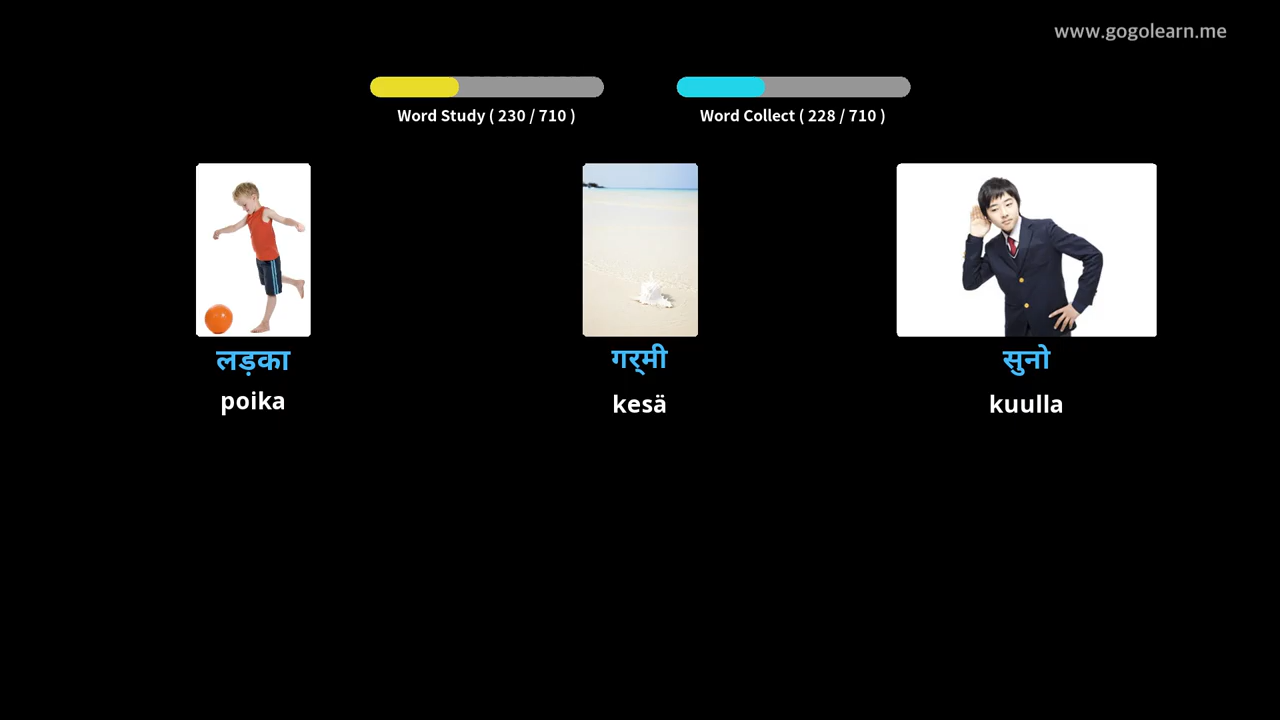 www.gogolearn.me
Word Study ( 230 / 710 )
Word Collect ( 228 / 710 )
लड़का
गर्‌मी
सुनो
poika
kesä
kuulla